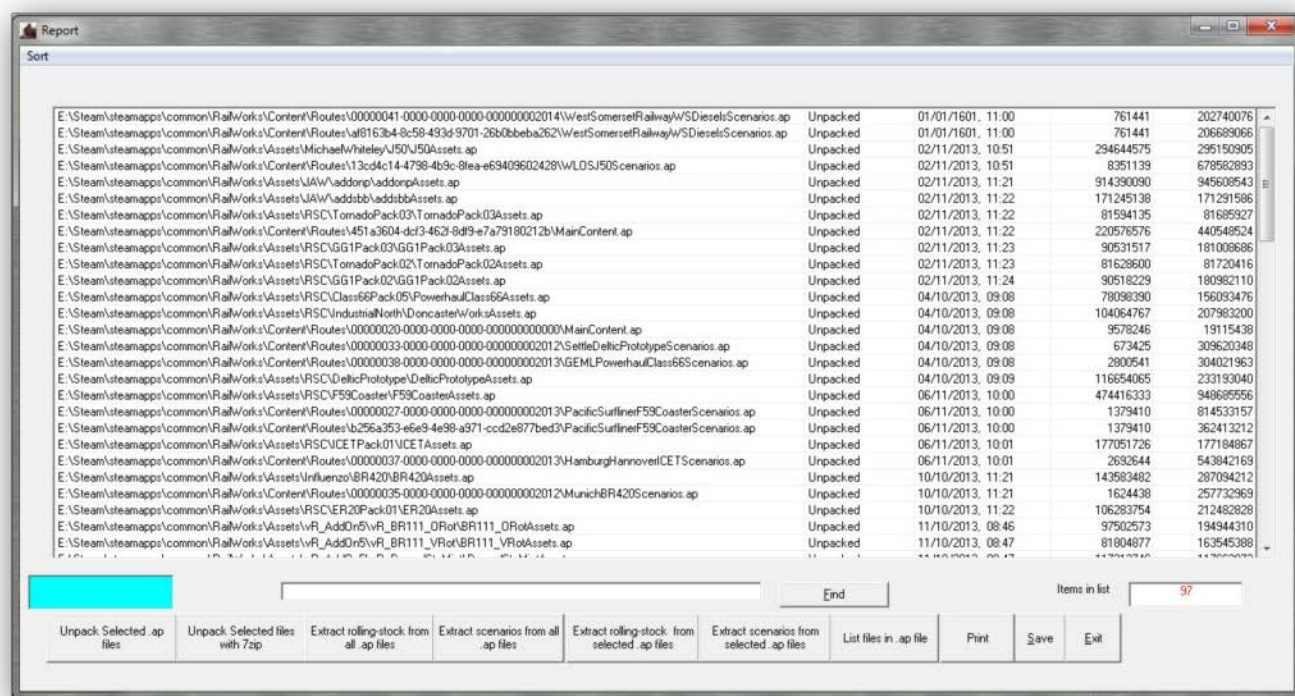 Report
Sort
E:\Steam\steamapps\common\RailWorks\Content\Routes\00000041-0000-0000-0000-000000002014\WestSomersetRailwayWSDieselsScenarios.ap Unpacked 01/01/1601, 11:00 761441 202740076
E:\Steam\steamapps\common\RailWorks\Content\Routes\af8163b4-8c58-493d-9701-26b0bbeba262\WestSomersetRailwayWSDieselsScenarios.ap Unpacked 01/01/1601, 11:00 761441 206689066
E:\Steam\steamapps\common\RailWorks\Assets\MichaelWhiteley\J50\J50Assets.ap Unpacked 02/11/2013, 10:51 294644575 295150905
E:\Steam\steamapps\common\RailWorks\Content\Routes\13cd4c14-4798-4b9c-8fea-e69409602428\WLOSJ50Scenarios.ap Unpacked 02/11/2013, 10:51 8351139 678582893
E:\Steam\steamapps\common\RailWorks\Assets\JAW\addonp\addonpAssets.ap Unpacked 02/11/2013, 11:21 914390090 945608543
E:\Steam\steamapps\common\RailWorks\Assets\JAW\addsbb\addsbbAssets.ap Unpacked 02/11/2013, 11:22 171245138 171291586
E:\Steam\steamapps\common\RailWorks\Assets\RSC\TornadoPack03\TornadoPack03Assets.ap Unpacked 02/11/2013, 11:22 81594135 81685927
E:\Steam\steamapps\common\RailWorks\Content\Routes\451a3604-dcf3-462f-8df9-e7a79180212b\MainContent.ap Unpacked 02/11/2013, 11:22 220576576 440548524
E:\Steam\steamapps\common\RailWorks\Assets\RSC\GG1Pack03\GG1Pack03Assets.ap Unpacked 02/11/2013, 11:23 90531517 181008686
E:\Steam\steamapps\common\RailWorks\Assets\RSC\TornadoPack02\TornadoPack02Assets.ap Unpacked 02/11/2013, 11:23 81628600 81720416
E:\Steam\steamapps\common\RailWorks\Assets\RSC\GG1Pack02\GG1Pack02Assets.ap Unpacked 02/11/2013, 11:24 90518229 180982110
E:\Steam\steamapps\common\RailWorks\Assets\RSC\Class66Pack05\PowerhaulClass66Assets.ap Unpacked 04/10/2013, 09:08 78098390 156093476
E:\Steam\steamapps\common\RailWorks\Assets\RSC\IndustrialNorth\DoncasterWorksAssets.ap Unpacked 04/10/2013, 09:08 104064767 207983200
E:\Steam\steamapps\common\RailWorks\Content\Routes\00000020-0000-0000-0000-000000000000\MainContent.ap Unpacked 04/10/2013, 09:08 9578246 19115438
E:\Steam\steamapps\common\RailWorks\Content\Routes\00000033-0000-0000-0000-000000002012\SettleDelticPrototypeScenarios.ap Unpacked 04/10/2013, 09:08 673425 309620348
E:\Steam\steamapps\common\RailWorks\Content\Routes\00000038-0000-0000-0000-000000002013\GEMLPowerhaulClass66Scenarios.ap Unpacked 04/10/2013, 09:08 2800541 304021963
E:\Steam\steamapps\common\RailWorks\Assets\RSC\DelticPrototype\DelticPrototypeAssets.ap Unpacked 04/10/2013, 09:09 116654065 233193040
E:\Steam\steamapps\common\RailWorks\Assets\RSC\F59Coaster\F59CoasterAssets.ap Unpacked 06/11/2013, 10:00 474416333 948685556
E:\Steam\steamapps\common\RailWorks\Content\Routes\00000027-0000-0000-0000-000000002013\PacificSurflinerF59CoasterScenarios.ap Unpacked 06/11/2013, 10:00 1379410 814533157
E:\Steam\steamapps\common\RailWorks\Content\Routes\b256a353-e6e9-4e98-a971-ccd2e877bed3\PacificSurflinerF59CoasterScenarios.ap Unpacked 06/11/2013, 10:00 1379410 362413212
E:\Steam\steamapps\common\RailWorks\Assets\RSC\ICETPack01\ICETAssets.ap Unpacked 06/11/2013, 10:01 177051726 177184867
E:\Steam\steamapps\common\RailWorks\Content\Routes\00000037-0000-0000-0000-000000002013\HamburgHannoverICETScenarios.ap Unpacked 06/11/2013, 10:01 2692644 543842169
E:\Steam\steamapps\common\RailWorks\Assets\Influenzo\BR420\BR420Assets.ap Unpacked 10/10/2013, 11:21 143583482 287094212
E:\Steam\steamapps\common\RailWorks\Content\Routes\00000035-0000-0000-0000-000000002012\MunichBR420Scenarios.ap Unpacked 10/10/2013, 11:21 1624438 257732969
E:\Steam\steamapps\common\RailWorks\Assets\RSC\ER20Pack01\ER20Assets.ap Unpacked 10/10/2013, 11:22 106283754 212482828
E:\Steam\steamapps\common\RailWorks\Assets\vR_AddOn5\vR_BR111_ORot\BR111_ORotAssets.ap Unpacked 11/10/2013, 08:46 97502573 194944310
E:\Steam\steamapps\common\RailWorks\Assets\vR_AddOn5\vR_BR111_VRot\BR111_VRotAssets.ap Unpacked 11/10/2013, 08:47 81804877 163545388
Find Items in list 97
Unpack Selected .ap files Unpack Selected files with 7zip Extract rolling-stock from all .ap files Extract scenarios from all .ap files Extract rolling-stock from selected .ap files Extract scenarios from selected .ap files List files in .ap file Print Save Exit